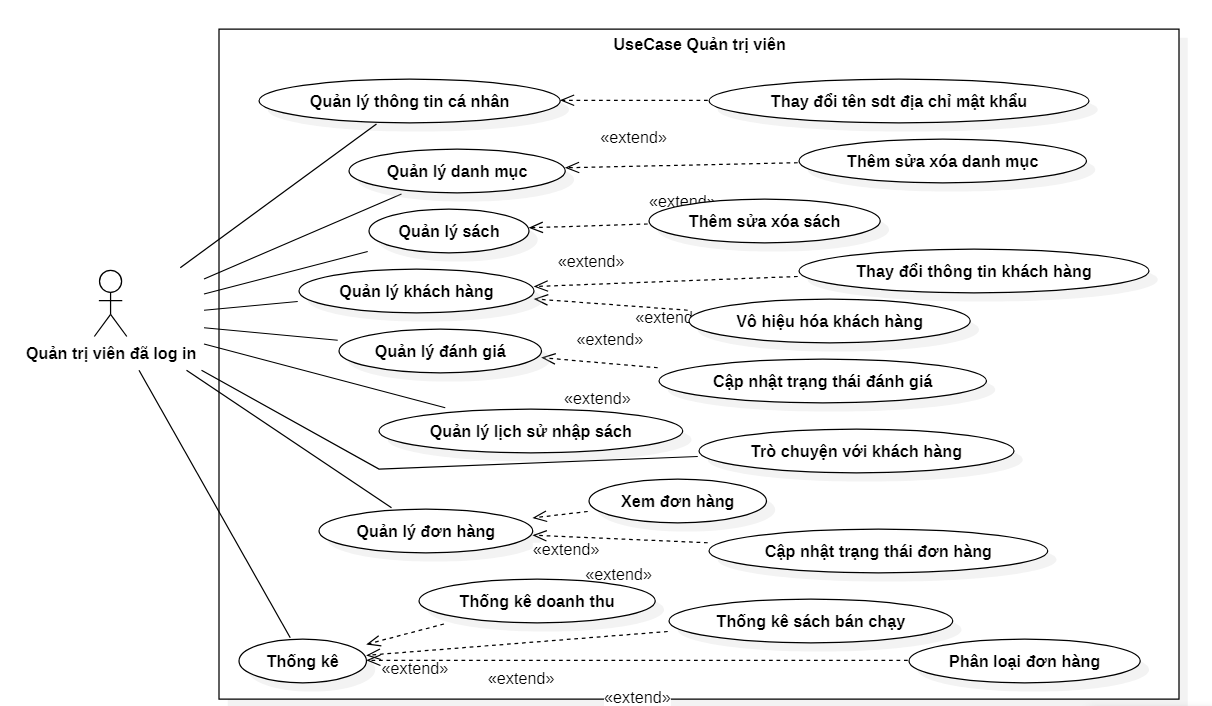 UseCase Quản trị viên
Quản lý thông tin cá nhân
Thay đổi tên sdt địa chỉ mật khẩu
«extend»
Quản lý danh mục
Thêm sửa xóa danh mục
«extend»
Quản lý sách
Thêm sửa xóa sách
«extend»
Quản lý khách hàng
Thay đổi thông tin khách hàng
«extend»
Vô hiệu hóa khách hàng
«extend»
Quản lý đánh giá
Quản trị viên đã log in
Cập nhật trạng thái đánh giá
«extend»
Quản lý lịch sử nhập sách
Trò chuyện với khách hàng
Xem đơn hàng
Quản lý đơn hàng
«extend»
Cập nhật trạng thái đơn hàng
«extend»
Thống kê doanh thu
Thống kê sách bán chạy
Thống kê
Phân loại đơn hàng
«extend»
«extend»
«extend»